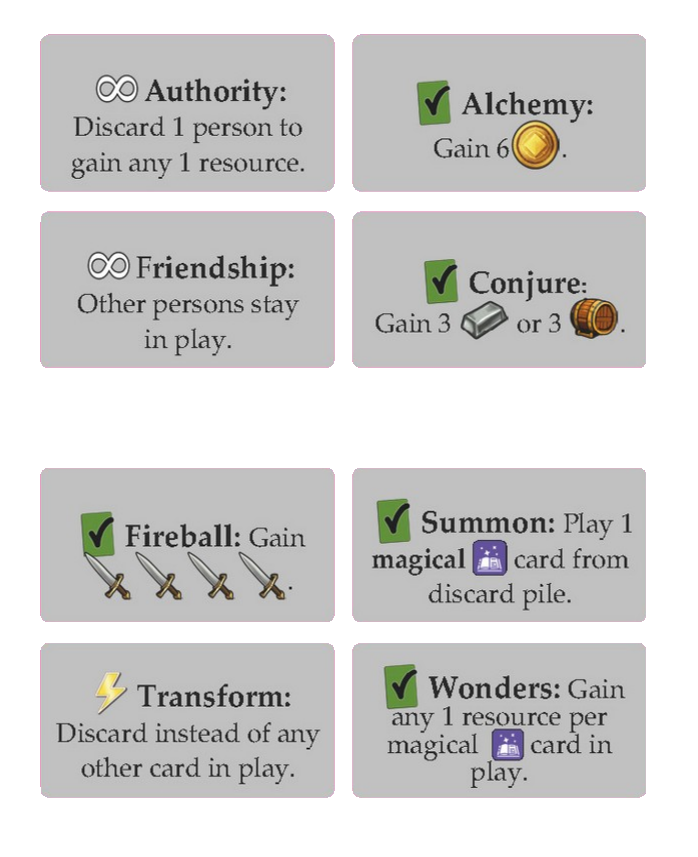 Authority:
Discard 1 person to
gain any 1 resource.
Alchemy:
Gain 6 .
Friendship:
Other persons stay
in play.
Conjure:
Gain 3 or 3 .
Fireball: Gain
.
Summon: Play 1
magical card from
discard pile.
Transform:
Discard instead of any
other card in play.
Wonders: Gain
any 1 resource per
magical card in
play.